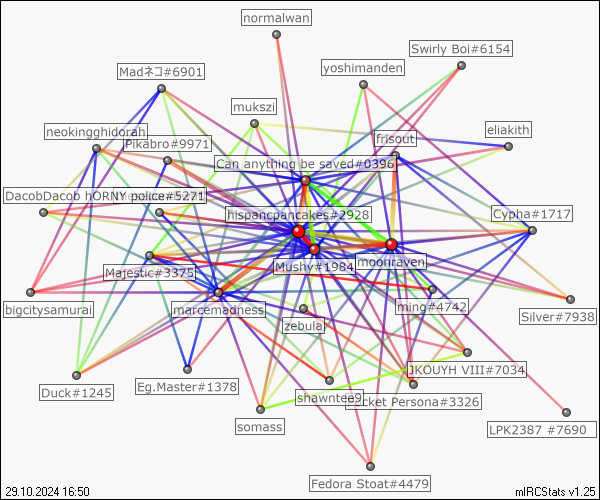 normalwan
Swirly Boi#6154
yoshimanden
Madネコ#6901
mukszi
neokingghidorah
Pikabro#9971
frisout
eliakith
Can anything be saved#0396
DacobDacob hORNY police#5271
hispancpancakes#2928
Cypha#1717
Mushy#1984
moonraven
Majestic#3375
bigcitysamurai
marcemadness
ming#4742
Silver#7938
zebula
JKOUYH VIII#7034
Duck#1245
Eg.Master#1378
shawntee9
cket Persona#3326
somass
LPK2387 #7690
Fedora Stoat#4479
29.10.2024 16:50
mIRCStats v1.25